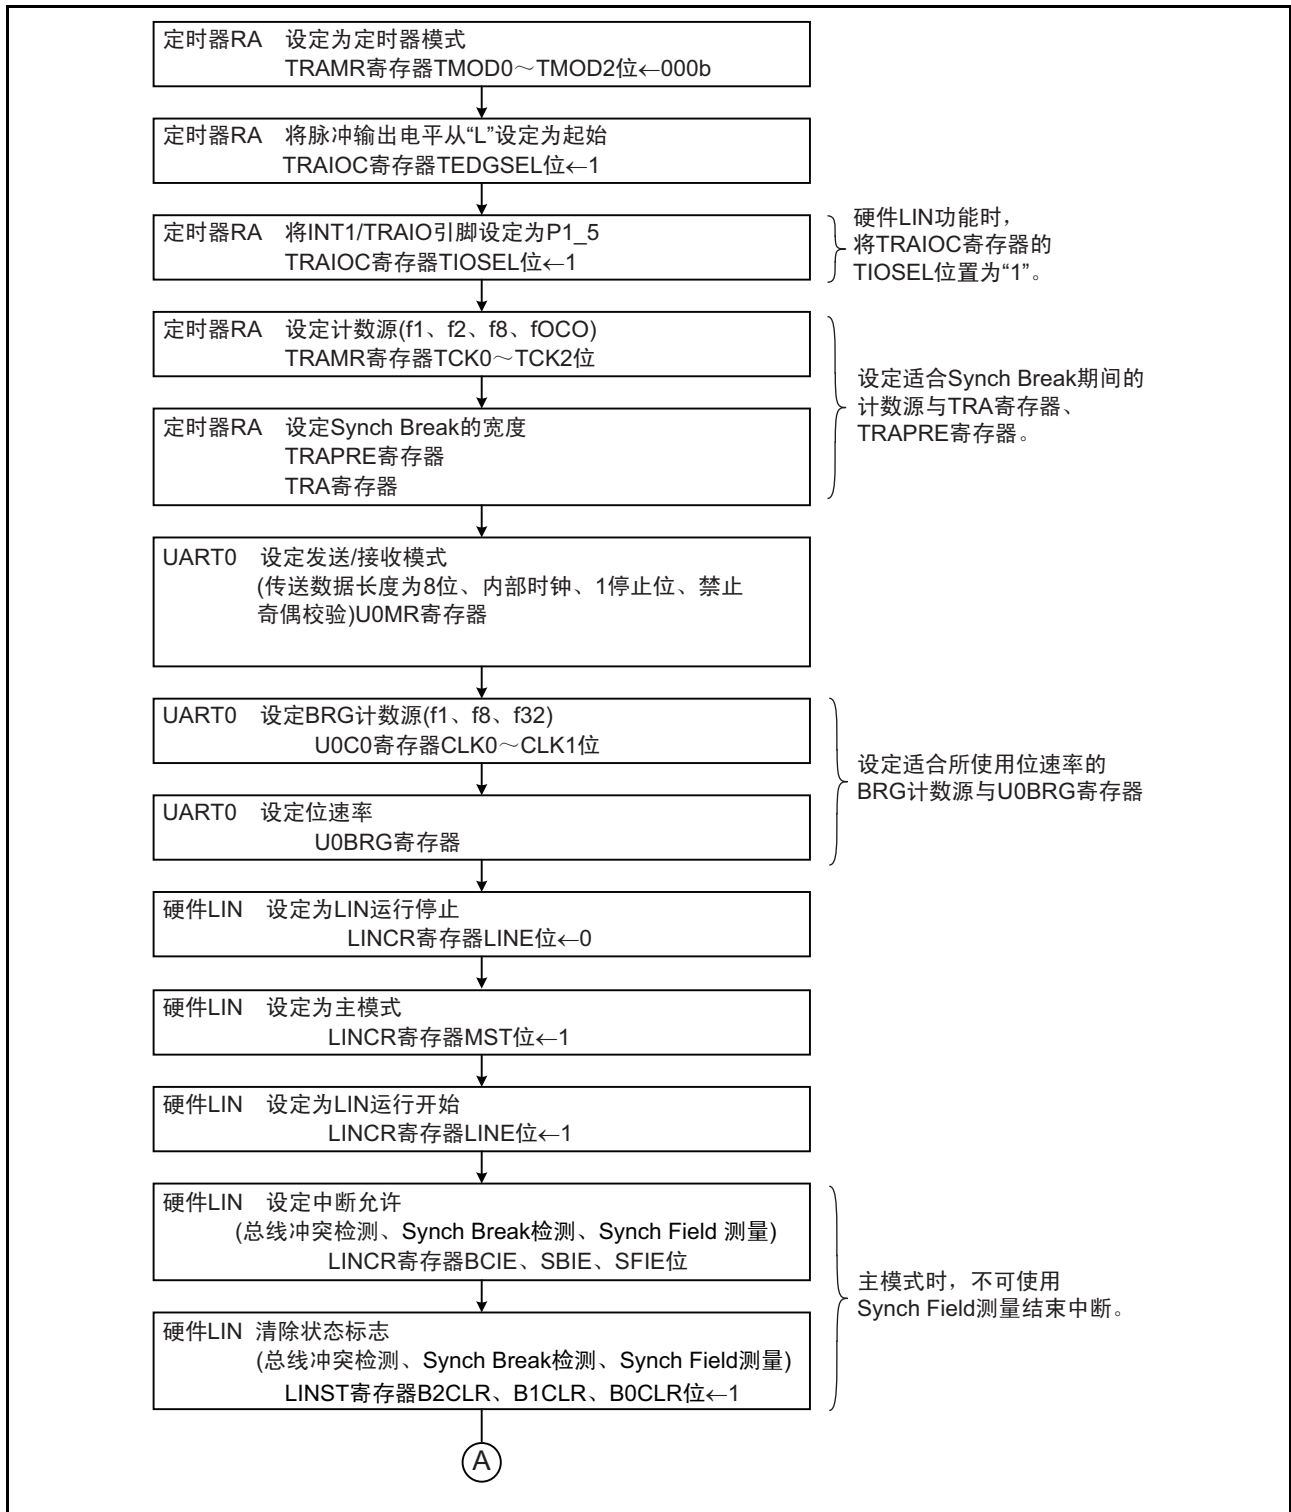 定时器RA 设定为定时器模式
TRAMR寄存器TMOD0～TMOD2位←000b
定时器RA 将脉冲输出电平从“L”设定为起始
TRAIOC寄存器TEDGSEL位←1
定时器RA 将INT1/TRAIO引脚设定为P1_5
TRAIOC寄存器TIOSEL位←1
硬件LIN功能时，
将TRAIOC寄存器的
TIOSEL位置为“1”。
定时器RA 设定计数源(f1、f2、f8、fOCO)
TRAMR寄存器TCK0～TCK2位
定时器RA 设定Synch Break的宽度
TRAPRE寄存器
TRA寄存器
设定适合Synch Break期间的
计数源与TRA寄存器、
TRAPRE寄存器。
UART0 设定发送/接收模式
(传送数据长度为8位、内部时钟、1停止位、禁止
奇偶校验)U0MR寄存器
UART0 设定BRG计数源(f1、f8、f32)
U0C0寄存器CLK0～CLK1位
UART0 设定位速率
U0BRG寄存器
设定适合所使用位速率的
BRG计数源与U0BRG寄存器
硬件LIN 设定为LIN运行停止
LINCR寄存器LINE位←0
硬件LIN 设定为主模式
LINCR寄存器MST位←1
硬件LIN 设定为LIN运行开始
LINCR寄存器LINE位←1
硬件LIN 设定中断允许
(总线冲突检测、Synch Break检测、Synch Field 测量)
LINCR寄存器BCIE、SBIE、SFIE位
硬件LIN 清除状态标志
(总线冲突检测、Synch Break检测、Synch Field测量)
LINST寄存器B2CLR、B1CLR、B0CLR位←1
主模式时，不可使用
Synch Field测量结束中断。
A